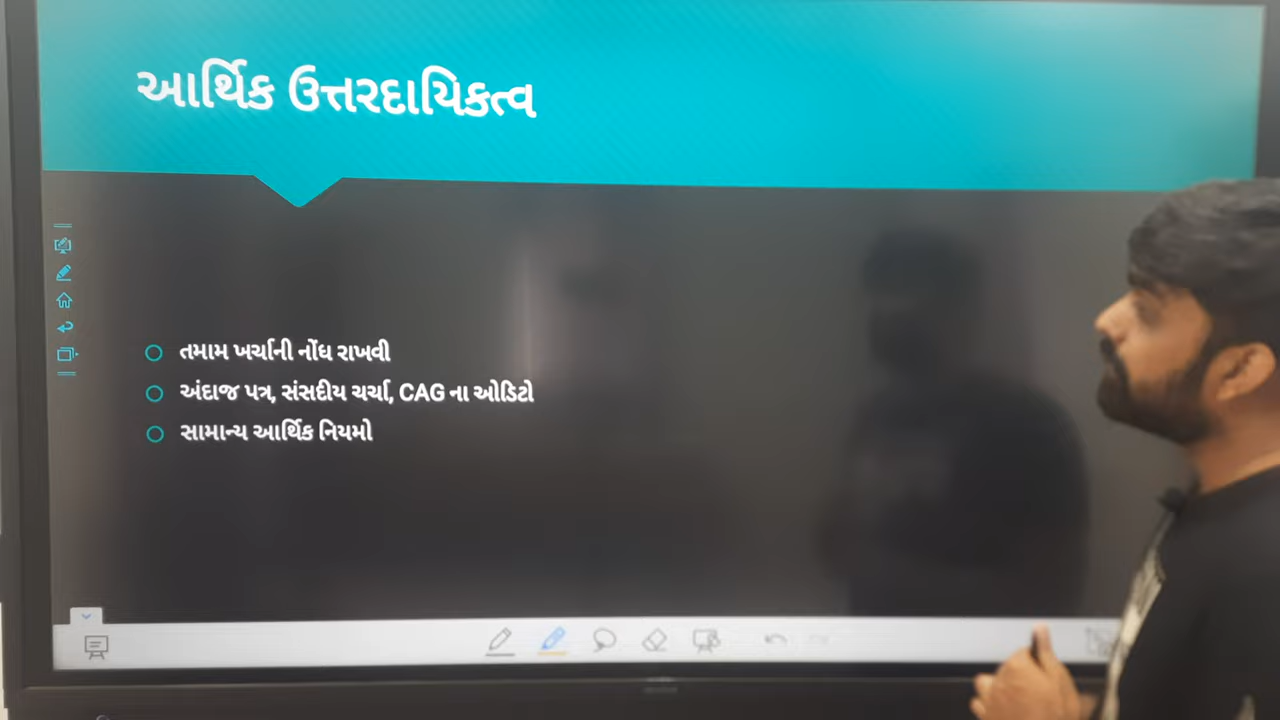 આર્થિક ઉત્તરદાયિકત્વ
તમામ ખર્ચાની નોંધ રાખવી
અંદાજ પત્ર, સંસદીય ચર્ચા, CAG ના ઓડિટો
સામાન્ય આર્થિક નિયમો